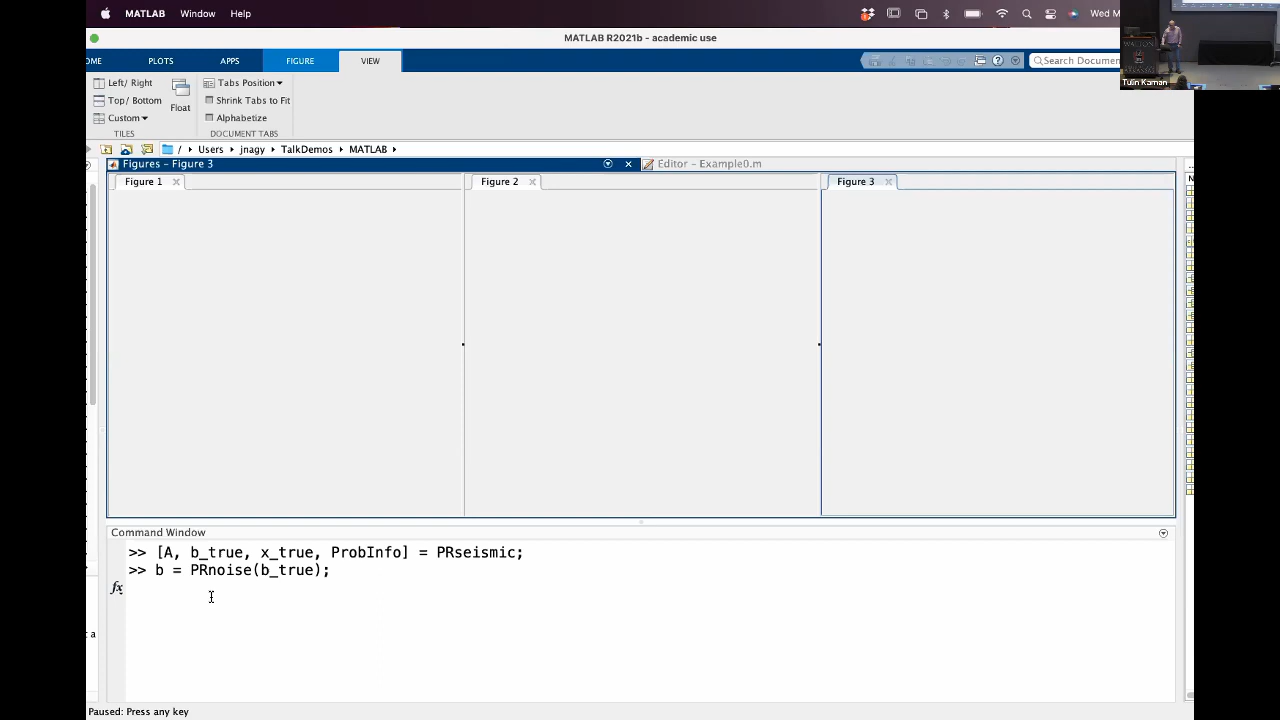 MATLAB Window Help Wed M
MATLAB R2021b - academic use
OME PLOTS APPS FIGURE VIEW Search Documen
Left/ Right Tabs Position
Top/ Bottom Float Shrink Tabs to Fit
Custom Alphabetize
TILES DOCUMENT TABS
/ Users jnagy TalkDemos MATLAB
Figures - Figure 3 Editor - Example0.m
Figure 1 Figure 2 Figure 3
Command Window
>> [A, b_true, x_true, ProbInfo] = PRseismic;
>> b = PRnoise(b_true);
fx
t a
Paused: Press any key
WALTON
Tulin Kaman